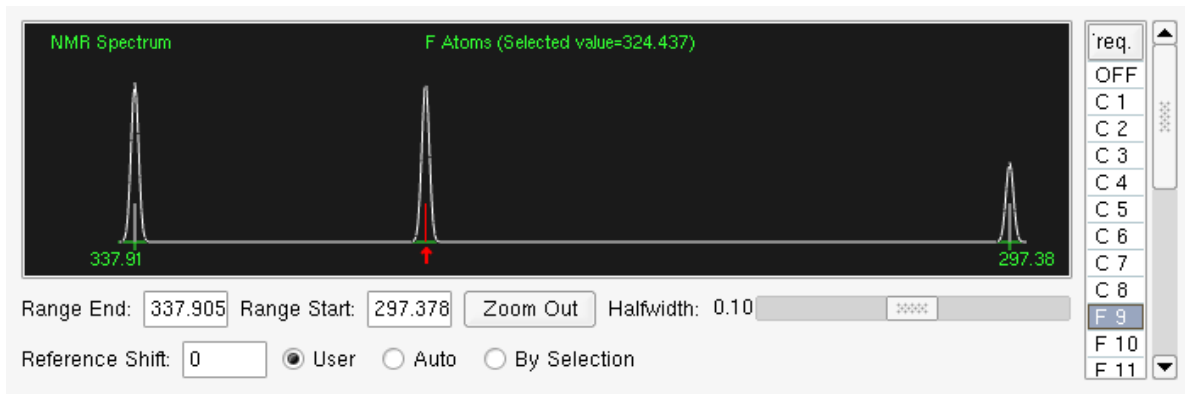 NMR Spectrum
F Atoms (Selected value=324.437)
337.91
297.38
Range End: 337.905 Range Start: 297.378 Zoom Out Halfwidth: 0.10
Reference Shift: 0 User Auto By Selection
req.
OFF
C 1
C 2
C 3
C 4
C 5
C 6
C 7
C 8
F 9
F 10
F 11